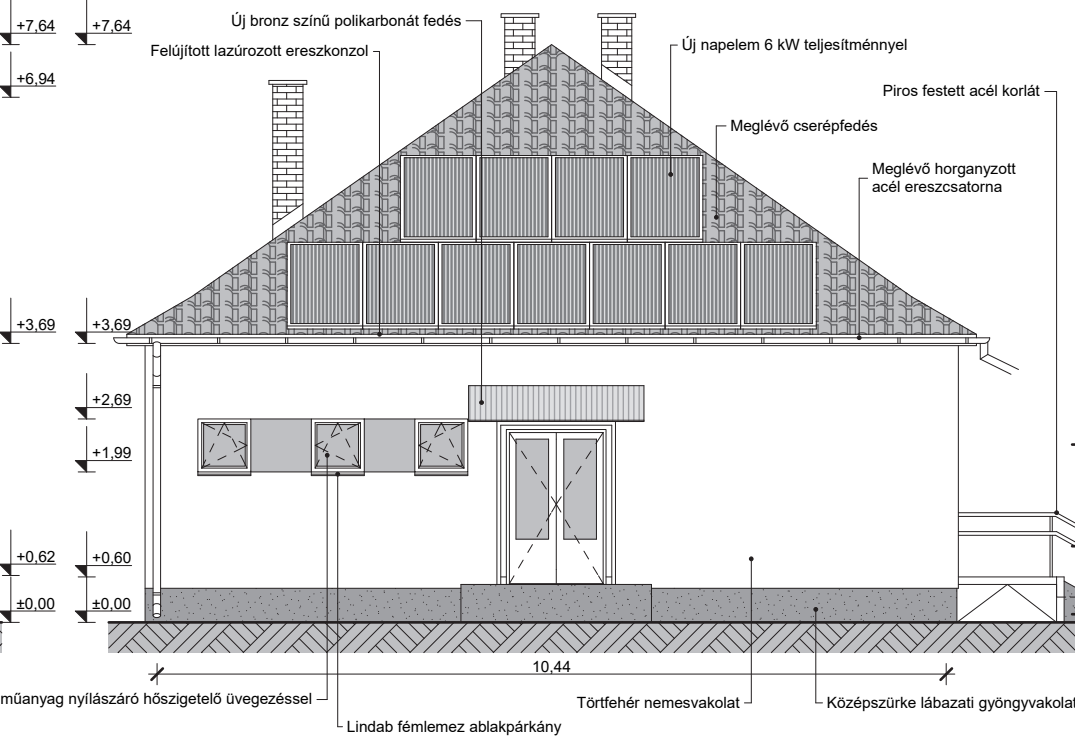 +7,64
+7,64
Új bronz színű polikarbonát fedés
Felújított lazúrozott ereszkonzol
Új napelem 6 kW teljesítménnyel
+6,94
Piros festett acél korlát
Meglévő cserépfedés
Meglévő horganyzott
acél ereszcsatorna
+3,69
+3,69
+2,69
+1,99
+0,62
+0,60
±0,00
±0,00
10,44
műanyag nyílászáró hőszigetelő üvegezéssel
Törtfehér nemesvakolat
Középszürke lábazati gyöngyvakolat
Lindab fémlemez ablakpárkány